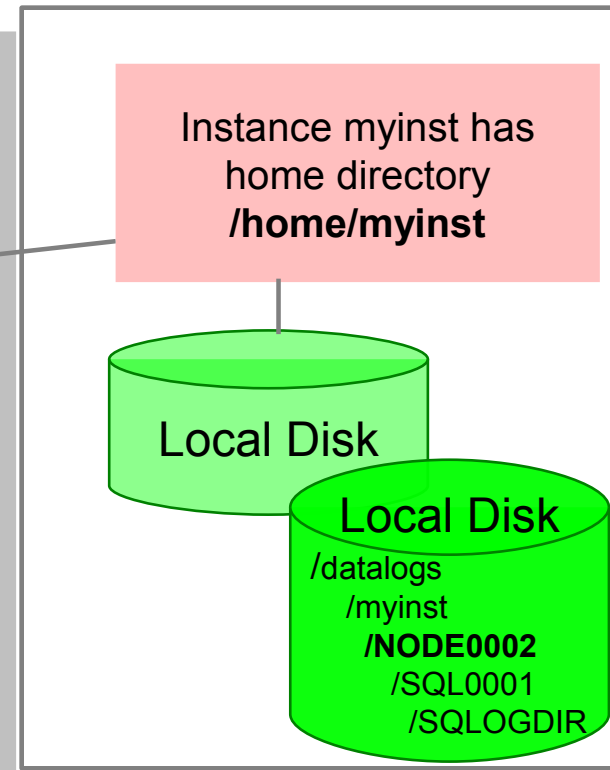 Instance myinst has
home directory
/home/myinst
Local Disk
Local Disk
/datalogs
/myinst
/NODE0002
/SQL0001
/SQLOGDIR